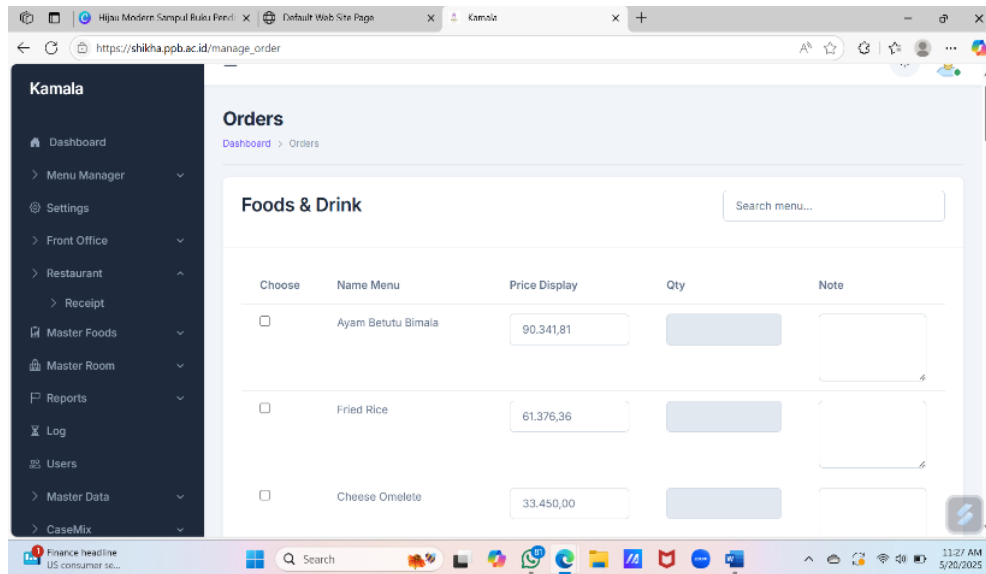 Hijau Modern Sampul Buku Pendi
Default Web Site Page
Kamala
https://shikha.ppb.ac.id/manage_order
Kamala
Dashboard
Menu Manager
Settings
Front Office
Restaurant
Receipt
Master Foods
Master Room
Reports
Log
Users
Master Data
CaseMix
Orders
Dashboard > Orders
Foods & Drink
Search menu...
Choose Name Menu Price Display Qty Note
Ayam Betutu Bimala 90.341,81
Fried Rice 61.376,36
Cheese Omelete 33.450,00
1
Finance headline
US consumer se...
Search
11:27 AM
5/20/2025